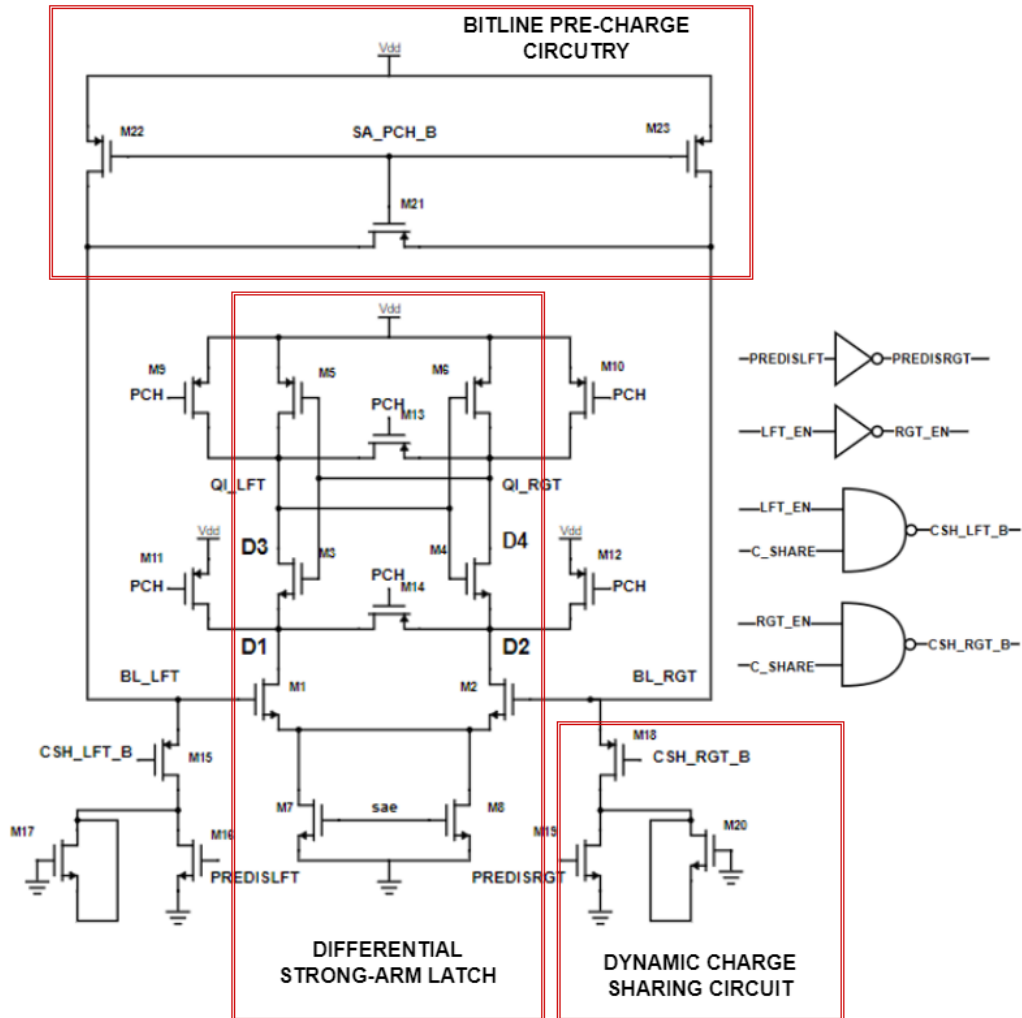 BITLINE PRE-CHARGE
CIRCUTRY
Vdd
M22
SA_PCH_B
M23
M21
Vdd
M9
M5
M6
M10
PCH
PCH
PCH
M13
PREDISLFT
PREDISRGT
LFT_EN
RGT_EN
QI_LFT
QI_RGT
LFT_EN
C_SHARE
CSH_LFT_B
Vdd
Vdd
M11
D3
M3
M4
D4
M12
PCH
PCH
PCH
M14
RGT_EN
C_SHARE
CSH_RGT_B
D1
D2
BL_LFT
M1
M2
BL_RGT
CSH_LFT_B
M15
M18
CSH_RGT_B
M7
sae
M8
M17
M16
M19
M20
PREDISLFT
PREDISRGT
DIFFERENTIAL
STRONG-ARM LATCH
DYNAMIC CHARGE
SHARING CIRCUIT